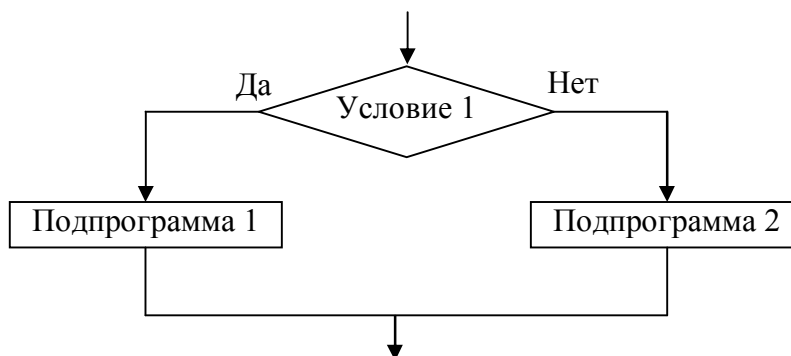 Да
Нет
Условие 1
Подпрограмма 1
Подпрограмма 2